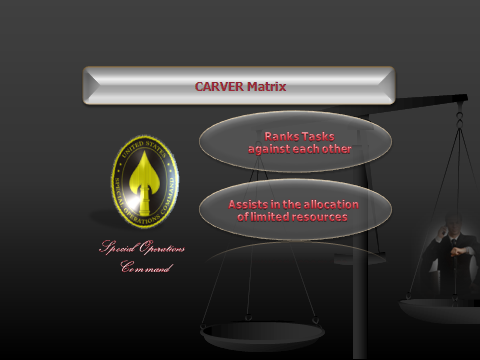 CARVER Matrix
Ranks Tasks
against each other
UNITED STATES
SPECIAL OPERATIONS COMMAND
Assists in the allocation
of limited resources
Special Operations
Command